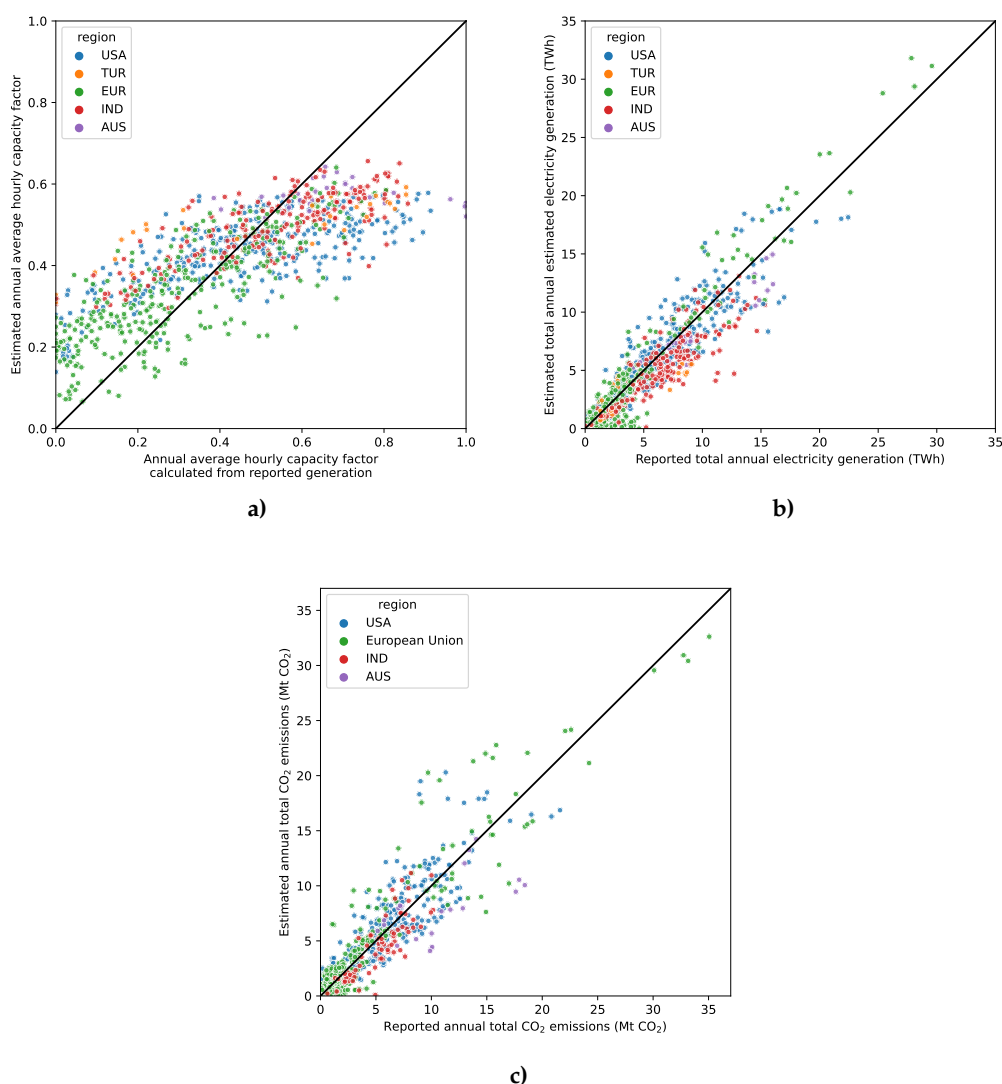 1.0
0.8
0.6
0.4
0.2
0.0
Estimated annual average hourly capacity factor
region
USA
TUR
EUR
IND
AUS
0.0 0.2 0.4 0.6 0.8 1.0
Annual average hourly capacity factor
calculated from reported generation
a)
35
30
25
20
15
10
5
0
Estimated total annual estimated electricity generation (TWh)
region
USA
TUR
EUR
IND
AUS
0 5 10 15 20 25 30 35
Reported total annual electricity generation (TWh)
b)
35
30
25
20
15
10
5
0
Estimated annual total CO₂ emissions (Mt CO₂)
region
USA
European Union
IND
AUS
0 5 10 15 20 25 30 35
Reported annual total CO₂ emissions (Mt CO₂)
c)